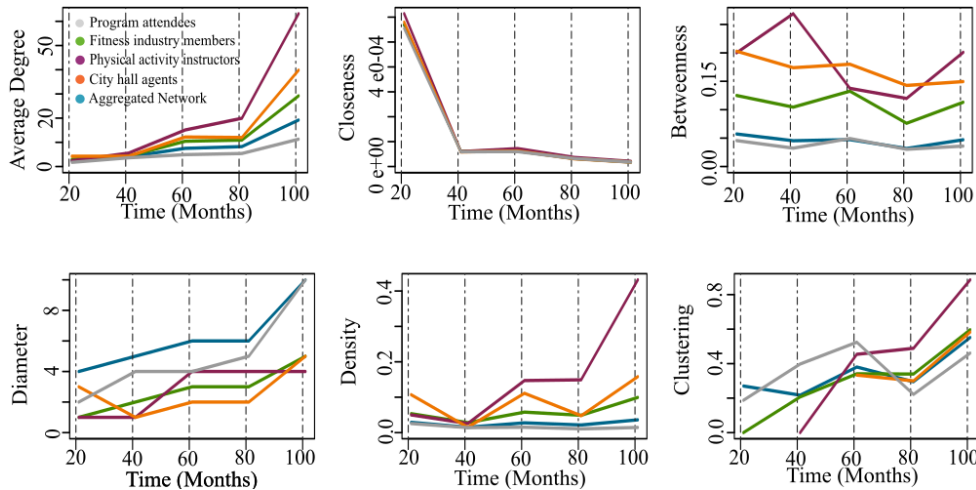 Average Degree
50
20
0
Program attendees
Fitness industry members
Physical activity instructors
City hall agents
Aggregated Network
20 40 60 80 100
Time (Months)
Closeness
4 e-04
0 e+00
20 40 60 80 100
Time (Months)
Betweenness
0.15
0.00
20 40 60 80 100
Time (Months)
Diameter
8
4
0
20 40 60 80 100
Time (Months)
Density
0.4
0.2
0.0
20 40 60 80 100
Time (Months)
Clustering
0.8
0.4
0.0
20 40 60 80 100
Time (Months)